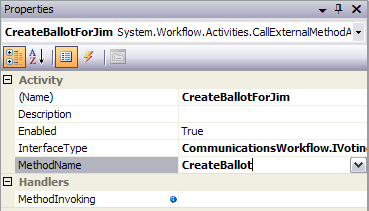 Properties
CreateBallotForJim System.Workflow.Activities.CallExternalMethodA
Activity
(Name) CreateBallotForJim
Description
Enabled True
InterfaceType CommunicationsWorkflow.IVotin
MethodName CreateBallot
Handlers
MethodInvoking